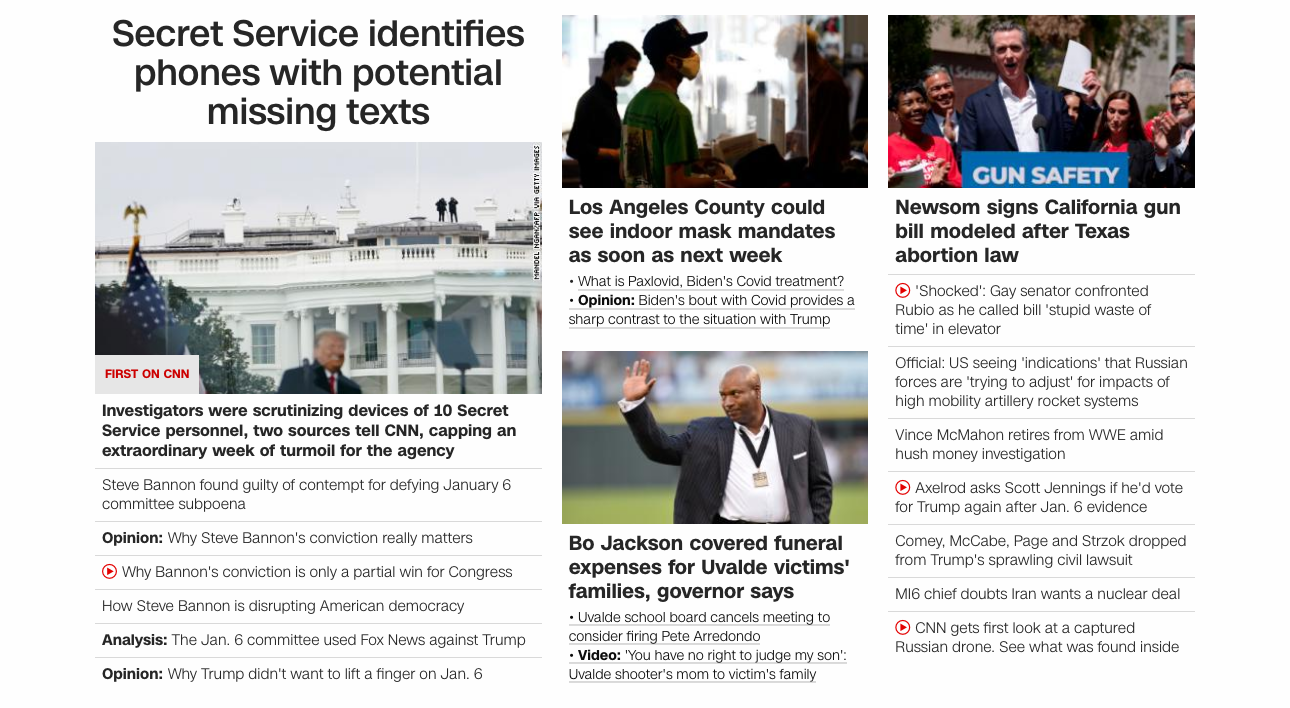 Secret Service identifies
phones with potential
missing texts
MANDEL NGAN/AFP VIA GETTY IMAGES
FIRST ON CNN
Investigators were scrutinizing devices of 10 Secret
Service personnel, two sources tell CNN, capping an
extraordinary week of turmoil for the agency
Steve Bannon found guilty of contempt for defying January 6
committee subpoena
Opinion: Why Steve Bannon's conviction really matters
Why Bannon's conviction is only a partial win for Congress
How Steve Bannon is disrupting American democracy
Analysis: The Jan. 6 committee used Fox News against Trump
Opinion: Why Trump didn't want to lift a finger on Jan. 6
Los Angeles County could
see indoor mask mandates
as soon as next week
• What is Paxlovid, Biden's Covid treatment?
• Opinion: Biden's bout with Covid provides a
sharp contrast to the situation with Trump
Bo Jackson covered funeral
expenses for Uvalde victims'
families, governor says
• Uvalde school board cancels meeting to
consider firing Pete Arredondo
• Video: 'You have no right to judge my son':
Uvalde shooter's mom to victim's family
GUN SAFETY
Newsom signs California gun
bill modeled after Texas
abortion law
'Shocked': Gay senator confronted
Rubio as he called bill 'stupid waste of
time' in elevator
Official: US seeing 'indications' that Russian
forces are 'trying to adjust' for impacts of
high mobility artillery rocket systems
Vince McMahon retires from WWE amid
hush money investigation
Axelrod asks Scott Jennings if he'd vote
for Trump again after Jan. 6 evidence
Comey, McCabe, Page and Strzok dropped
from Trump's sprawling civil lawsuit
MI6 chief doubts Iran wants a nuclear deal
CNN gets first look at a captured
Russian drone. See what was found inside